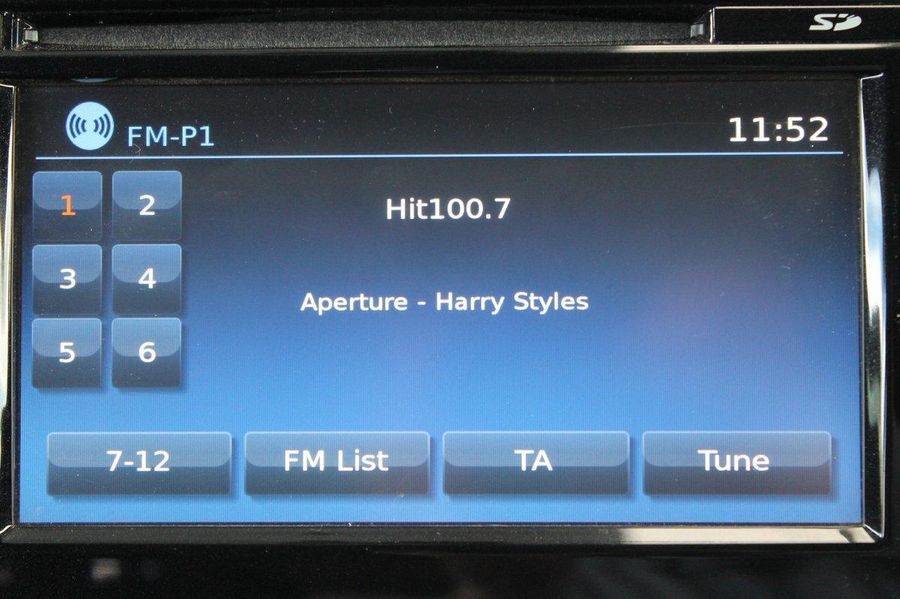 SD
FM-P1
11:52
1
2
Hit100.7
3
4
Aperture - Harry Styles
5
6
7-12
FM List
TA
Tune